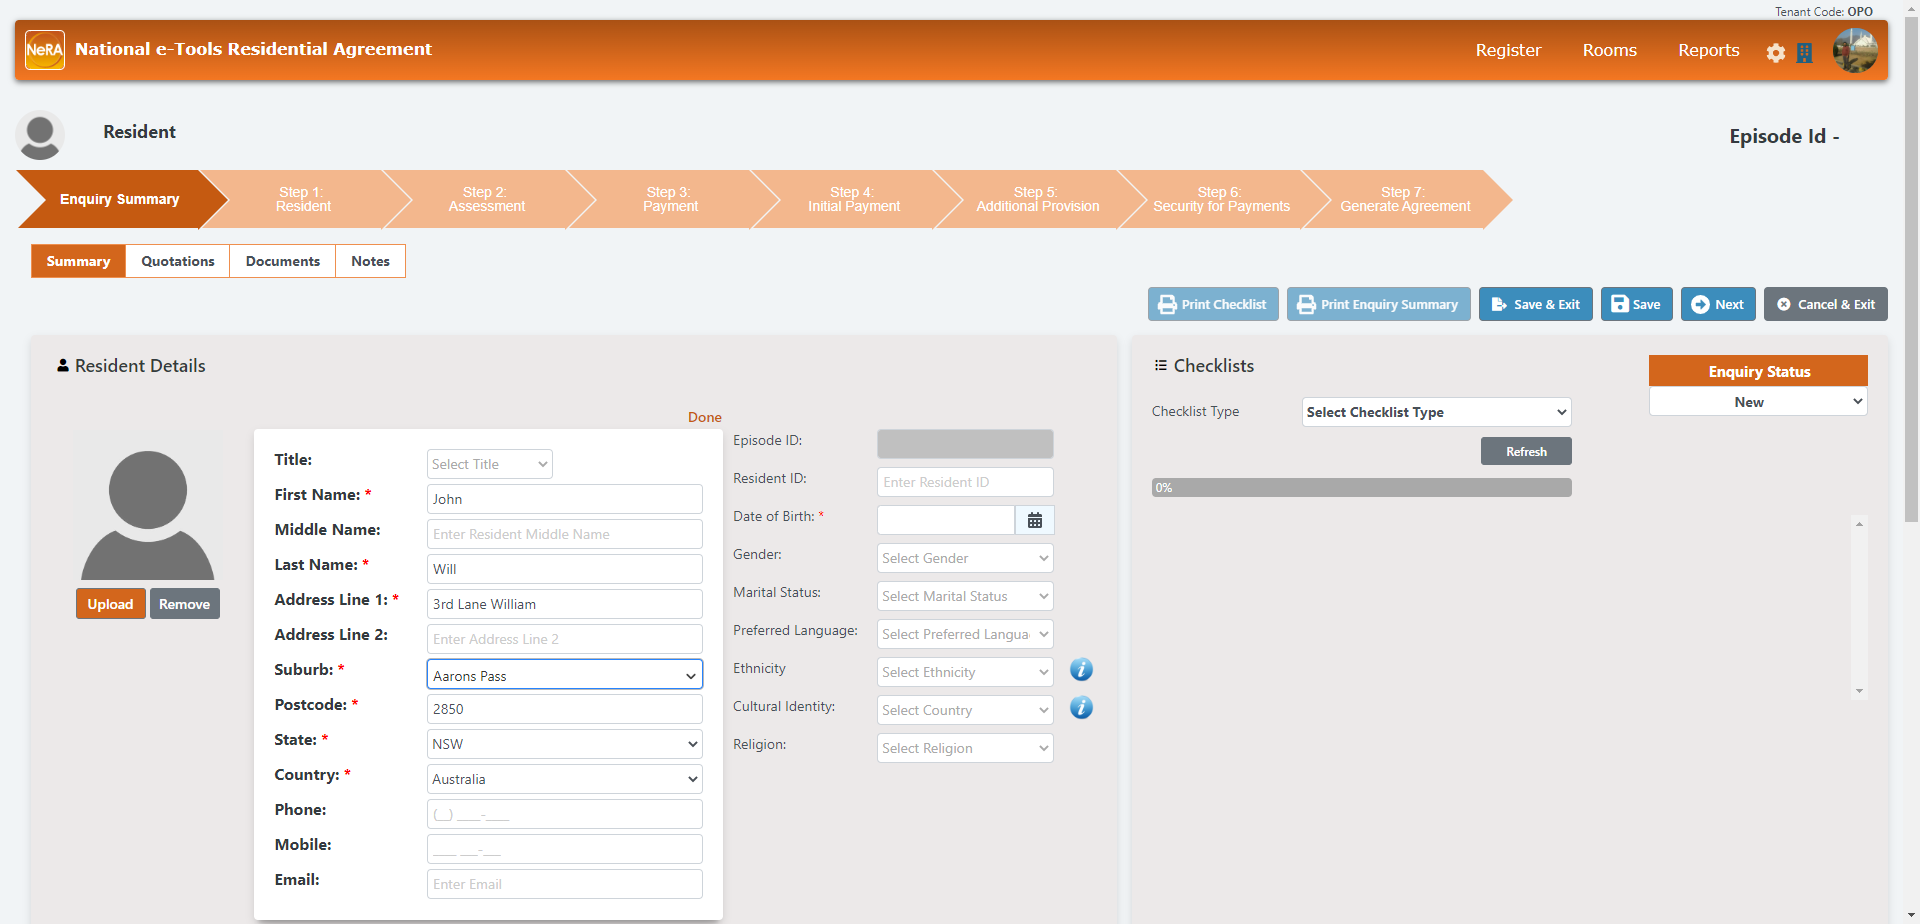 Tenant Code: OPO
NeRA
National e-Tools Residential Agreement
Register
Rooms
Reports
Resident
Episode Id -
Enquiry Summary
Step 1:
Resident
Step 2:
Assessment
Step 3:
Payment
Step 4:
Initial Payment
Step 5:
Additional Provision
Step 6:
Security for Payments
Step 7:
Generate Agreement
Summary
Quotations
Documents
Notes
Print Checklist
Print Enquiry Summary
Save & Exit
Save
Next
Cancel & Exit
Resident Details
Done
Upload
Remove
Title:
Select Title
First Name: *
John
Middle Name:
Enter Resident Middle Name
Last Name: *
Will
Address Line 1: *
3rd Lane William
Address Line 2:
Enter Address Line 2
Suburb: *
Aarons Pass
Postcode: *
2850
State: *
NSW
Country: *
Australia
Phone:
(__) ____-____
Mobile:
____ ___-___
Email:
Enter Email
Episode ID:
Resident ID:
Enter Resident ID
Date of Birth: *
Gender:
Select Gender
Marital Status:
Select Marital Status
Preferred Language:
Select Preferred Langua
Ethnicity
Select Ethnicity
i
Cultural Identity:
Select Country
i
Religion:
Select Religion
Checklists
Enquiry Status
New
Checklist Type
Select Checklist Type
Refresh
0%